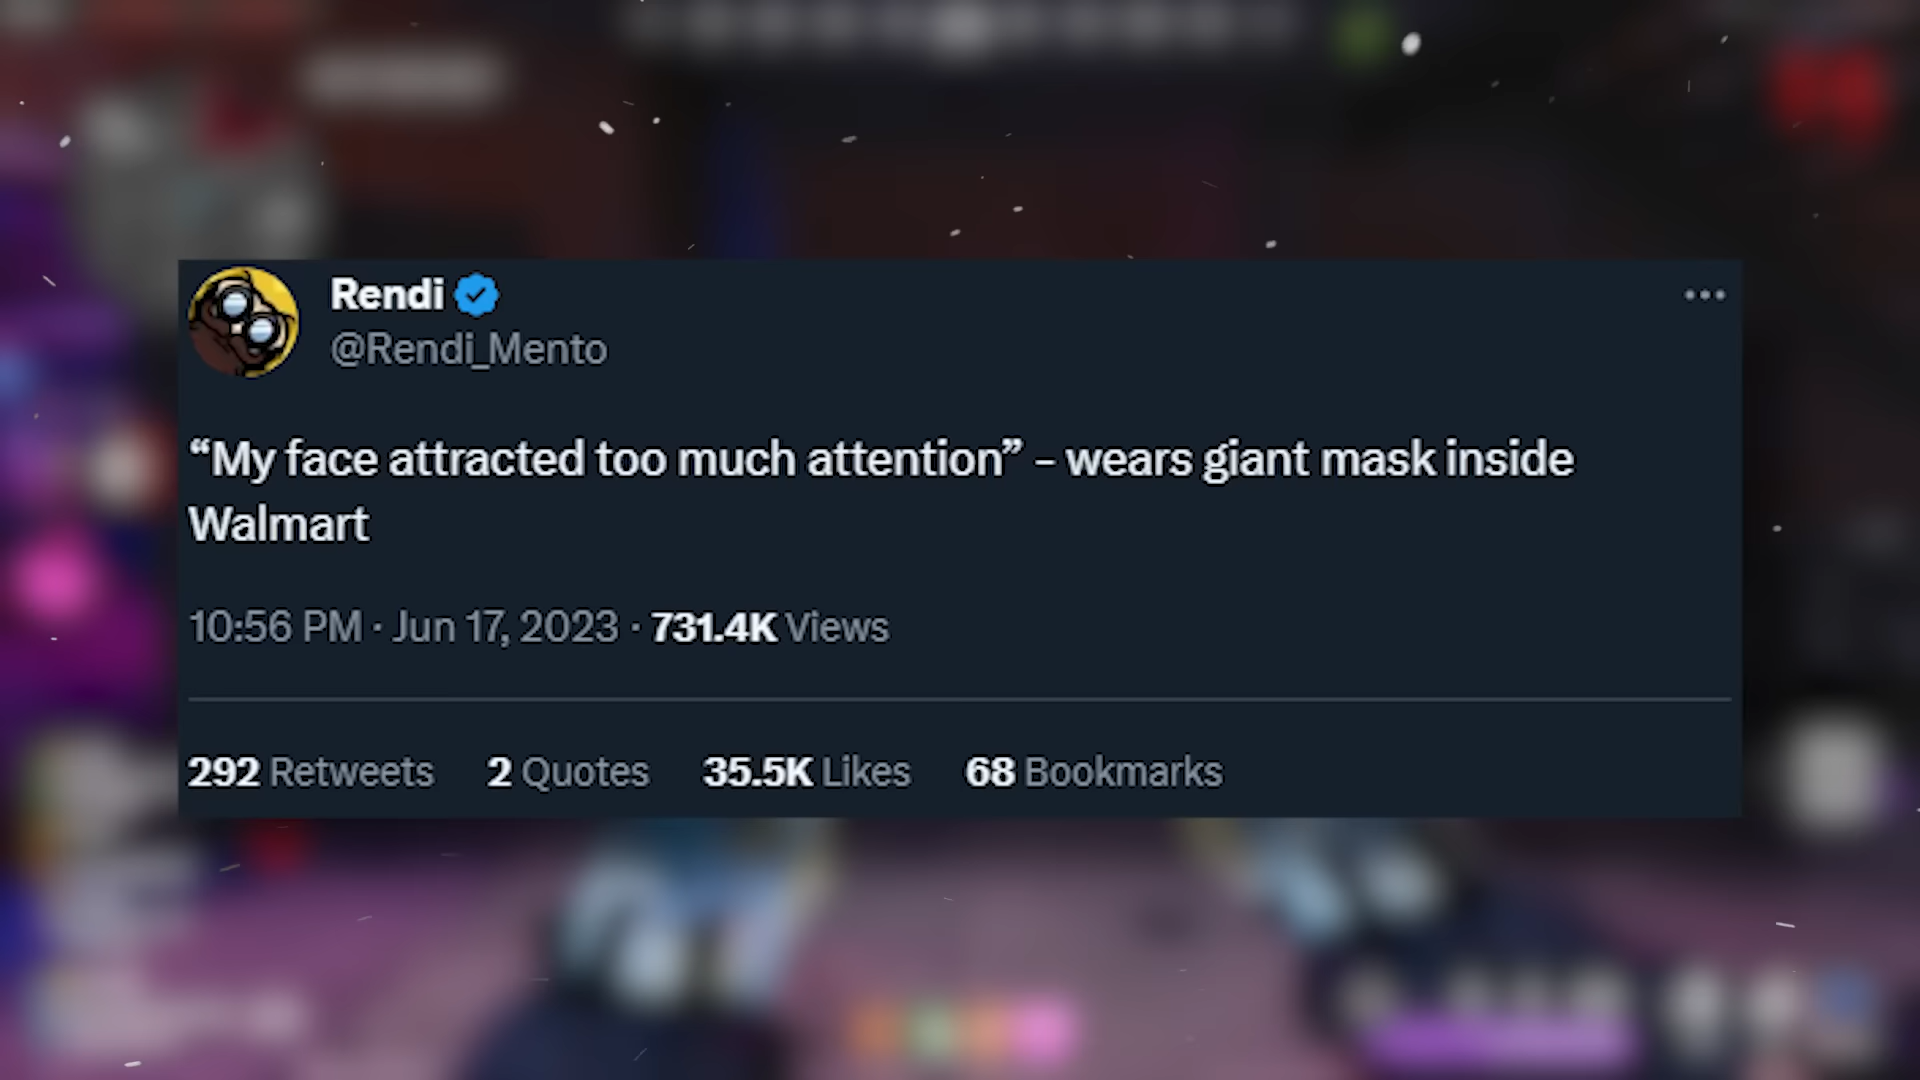 Rendi
@Rendi_Mento
“My face attracted too much attention” – wears giant mask inside
Walmart
10:56 PM · Jun 17, 2023 · 731.4K Views
292 Retweets 2 Quotes 35.5K Likes 68 Bookmarks